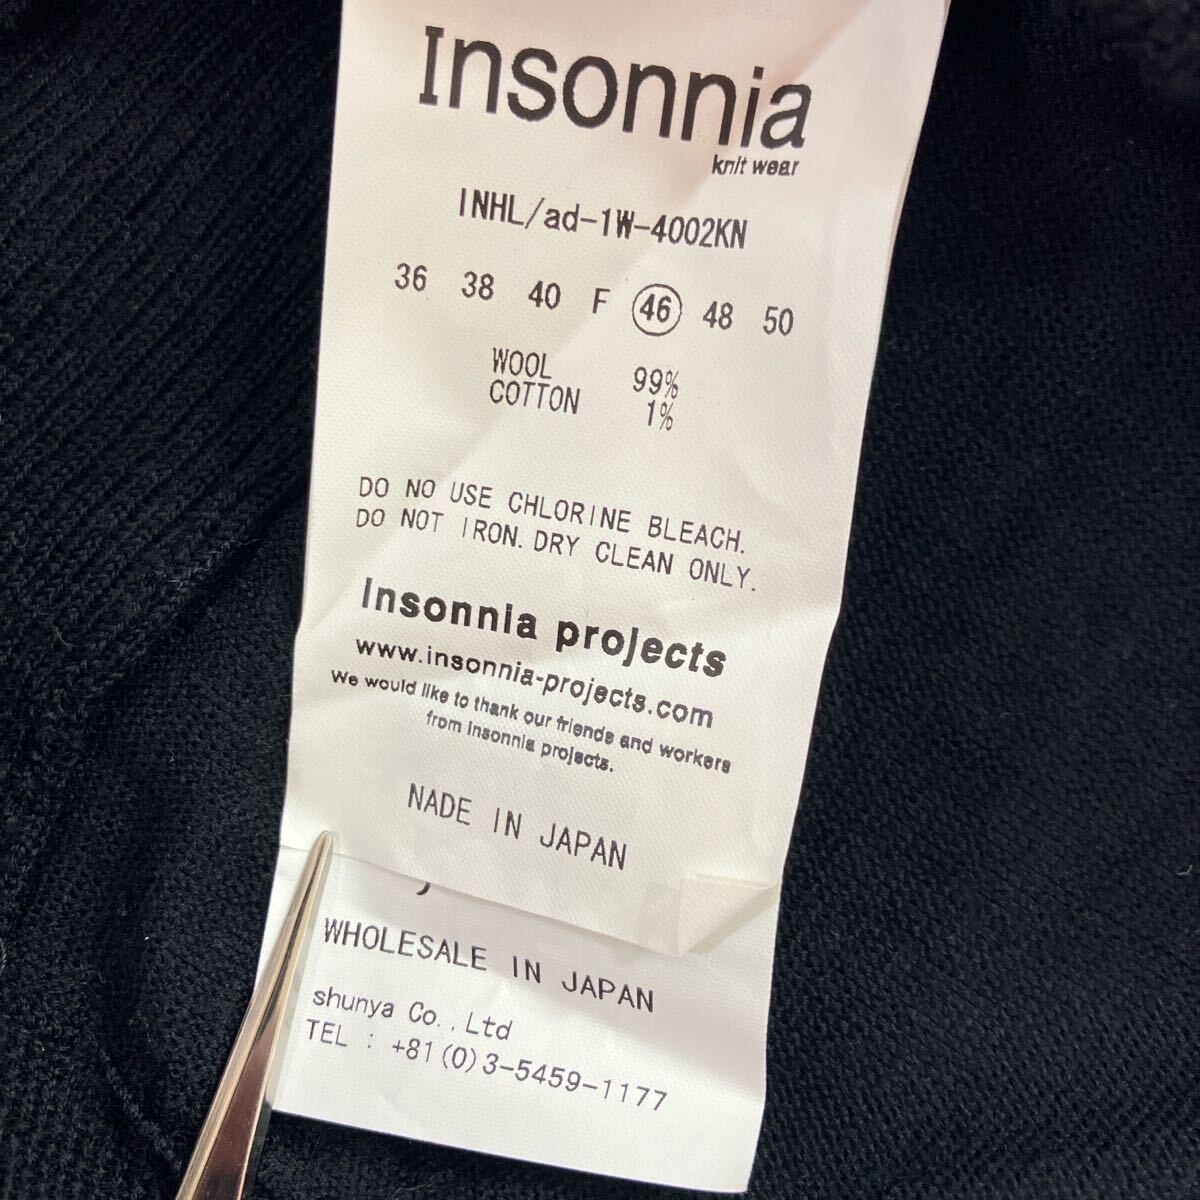 Insonnia
knit wear
INHL/ad-1W-4002KN
36 38 40 F 46 48 50
WOOL 99%
COTTON 1%
DO NO USE CHLORINE BLEACH.
DO NOT IRON. DRY CLEAN ONLY.
Insonnia projects
www.insonnia-projects.com
We would like to thank our friends and workers
from Insonnia projects.
NADE IN JAPAN
WHOLESALE IN JAPAN
shunya Co.,Ltd
TEL : +81(0)3-5459-1177